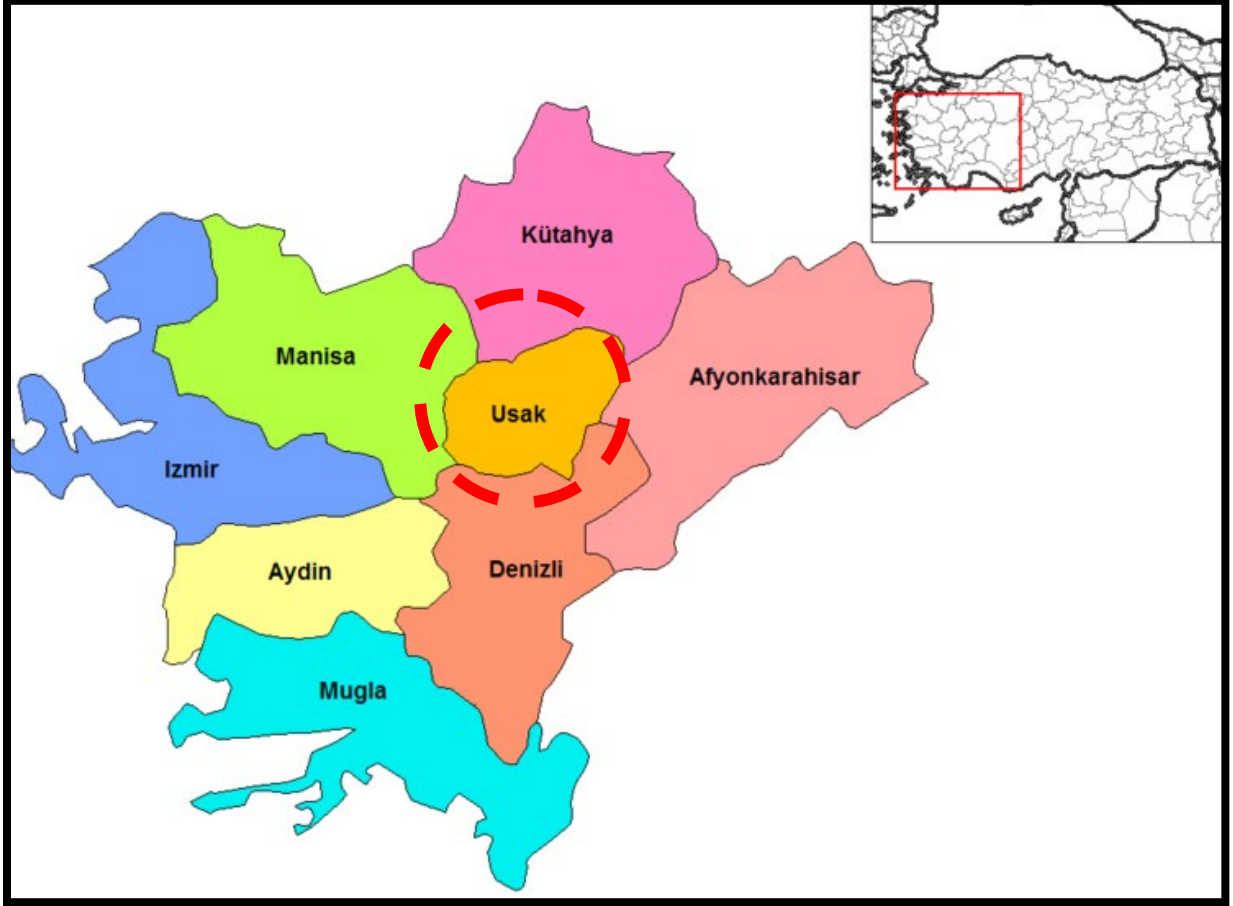 Kütahya
Manisa
Afyonkarahisar
Usak
Izmir
Aydin
Denizli
Mugla